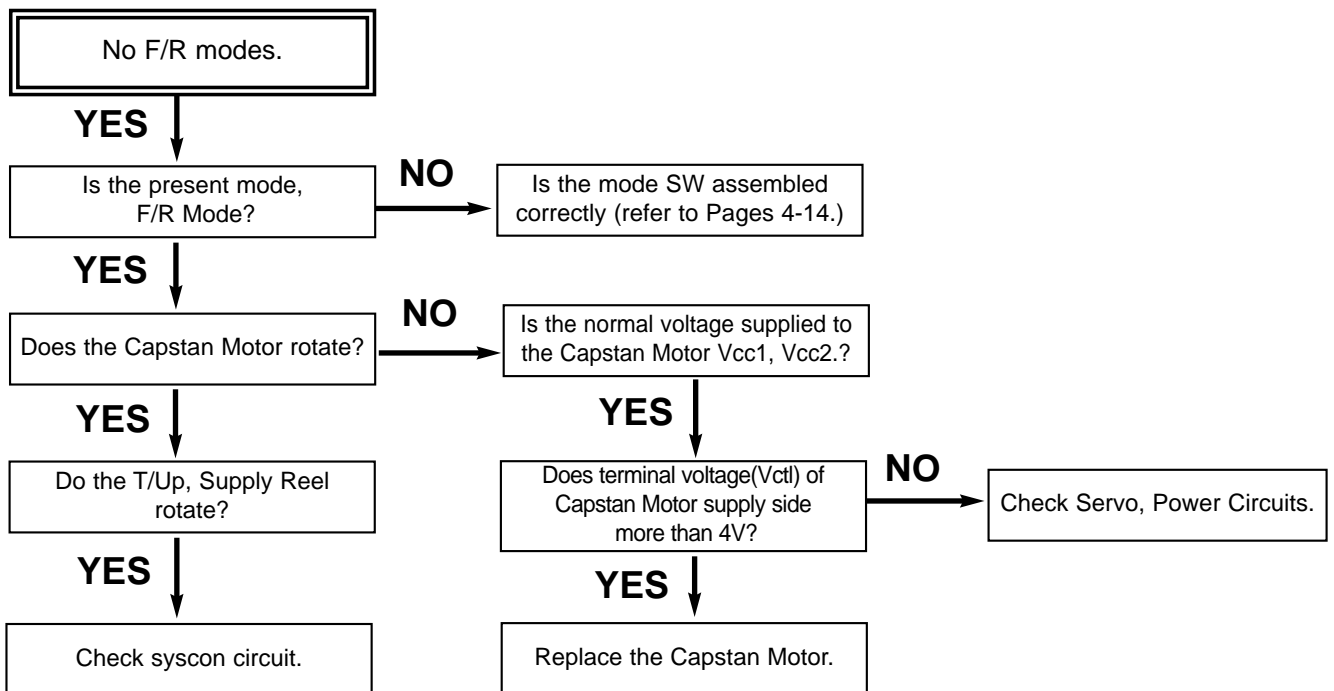 No F/R modes.
YES
Is the present mode,
F/R Mode?
NO
Is the mode SW assembled
correctly (refer to Pages 4-14.)
YES
Does the Capstan Motor rotate?
NO
Is the normal voltage supplied to
the Capstan Motor Vcc1, Vcc2.?
YES
YES
Do the T/Up, Supply Reel
rotate?
Does terminal voltage(Vctl) of
Capstan Motor supply side
more than 4V?
NO
Check Servo, Power Circuits.
YES
YES
Check syscon circuit.
Replace the Capstan Motor.